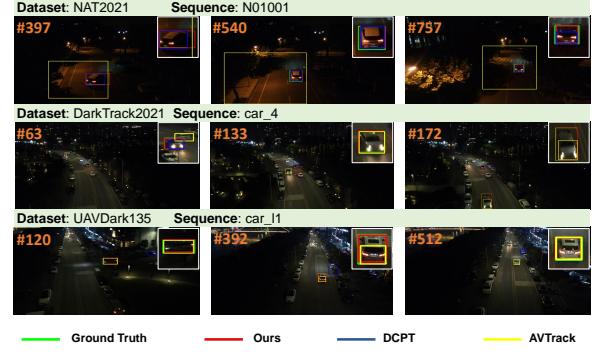 Dataset: NAT2021 Sequence: N01001
#397 #540 #757
Dataset: DarkTrack2021 Sequence: car_4
#63 #133 #172
Dataset: UAVDark135 Sequence: car_l1
#120 #392 #512
Ground Truth Ours DCPT AVTrack